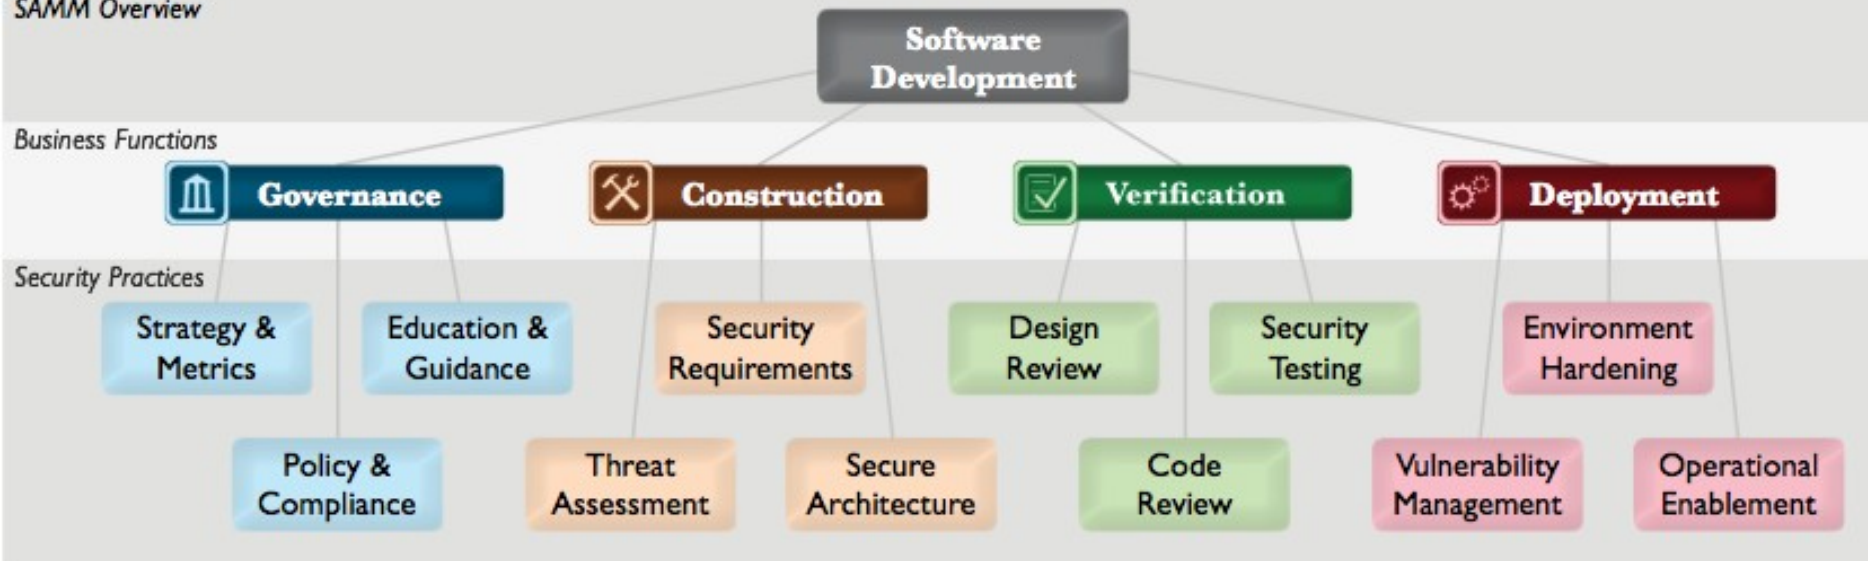 SAMM Overview
Software
Development
Business Functions
Governance
Construction
Verification
Deployment
Security Practices
Strategy &
Metrics
Education &
Guidance
Security
Requirements
Design
Review
Security
Testing
Environment
Hardening
Policy &
Compliance
Threat
Assessment
Secure
Architecture
Code
Review
Vulnerability
Management
Operational
Enablement